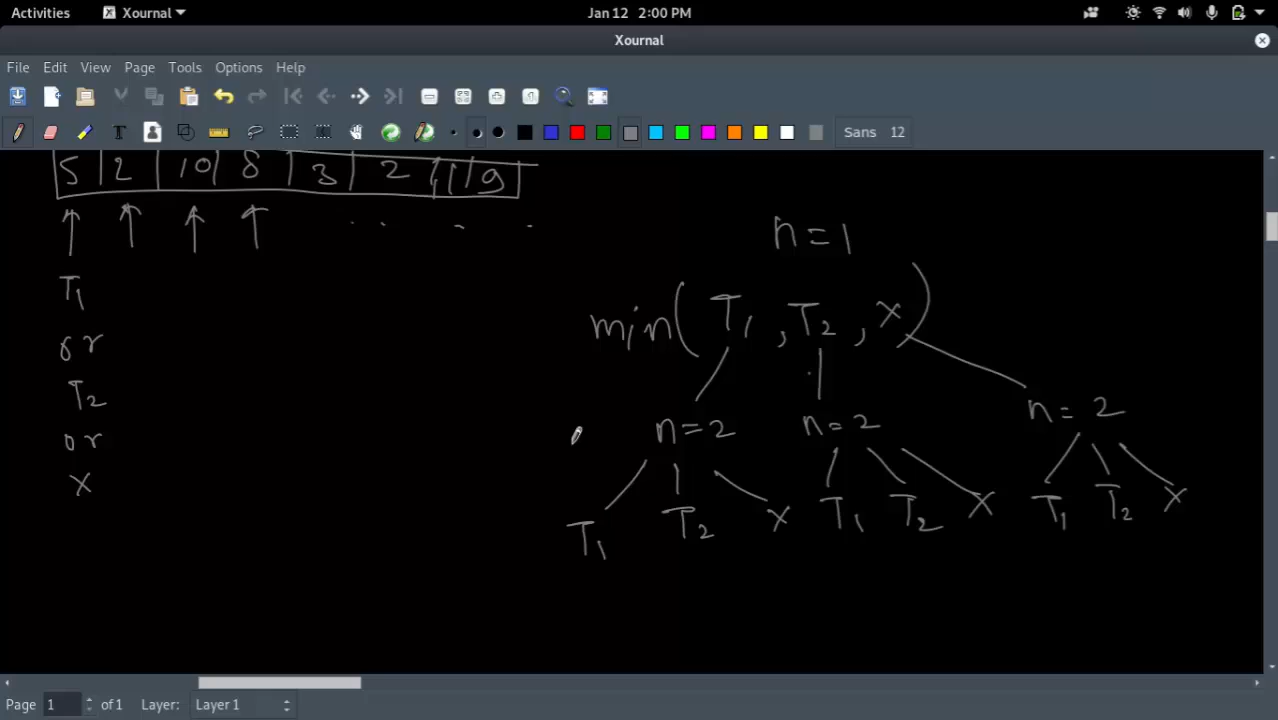 Activities Xournal Jan 12 2:00 PM
Xournal
File Edit View Page Tools Options Help
Sans 12
5 2 10 8 3 2 1 9
n=1
T1
min( T1 , T2 , x )
or
T2
n=2 n=2 n=2
or
x
T1 T2 x T1 T2 x T1 T2 x
Page 1 of 1 Layer: Layer 1